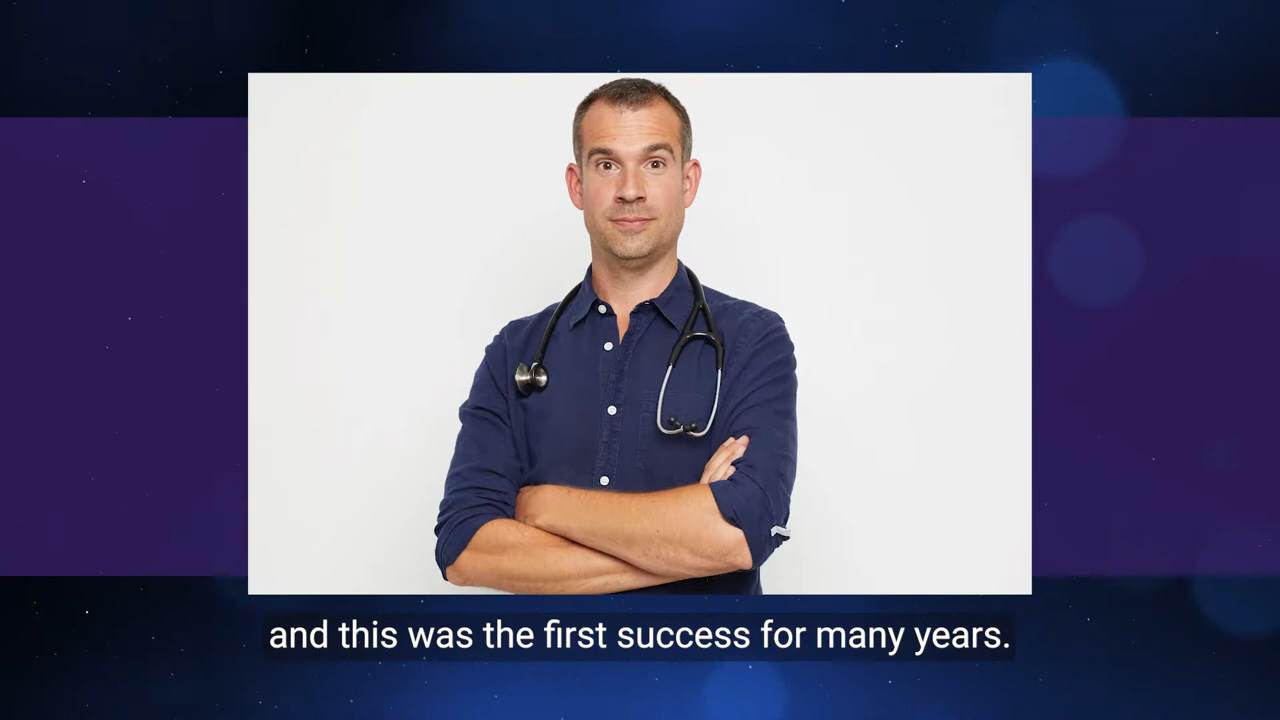 and this was the first success for many years.